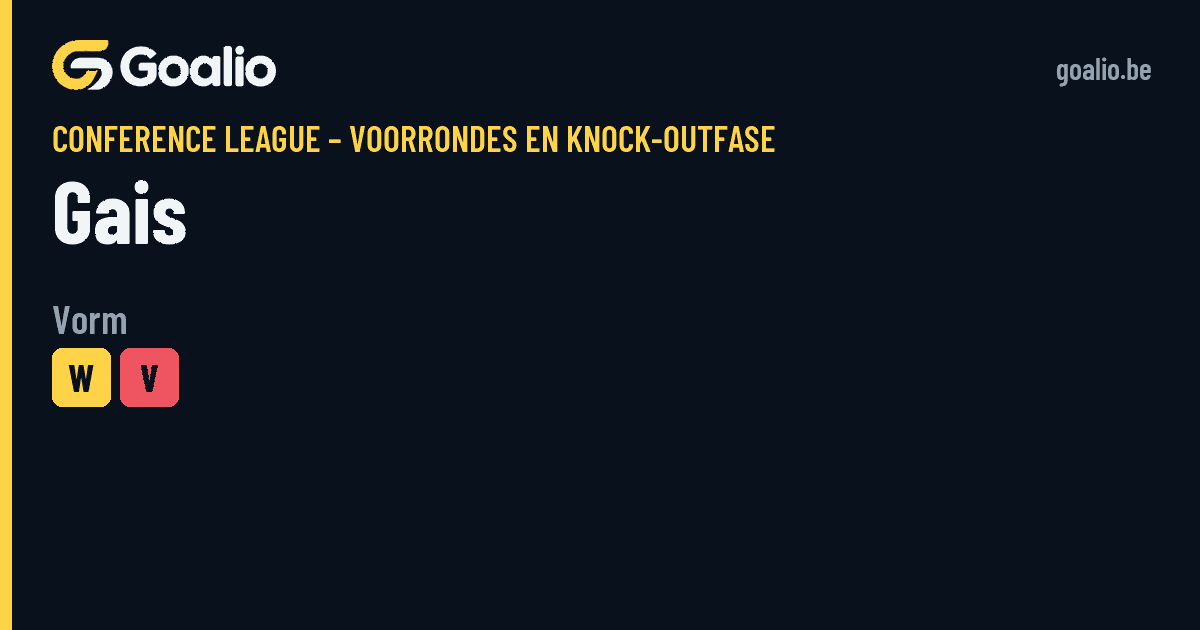 Goalio
goalio.be
CONFERENCE LEAGUE – VOORRONDES EN KNOCK-OUTFASE
Gais
Vorm
W V